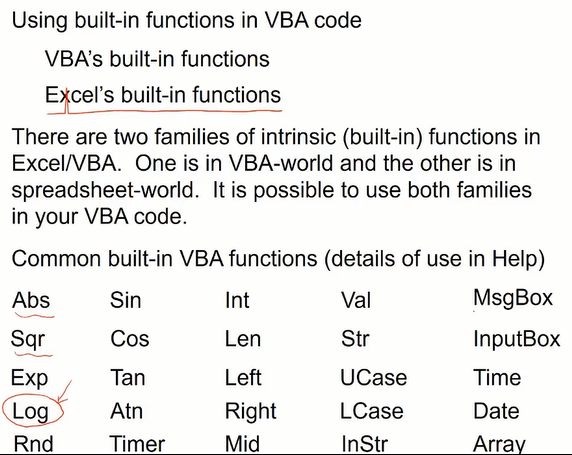 Using built-in functions in VBA code
VBA's built-in functions
Excel's built-in functions
There are two families of intrinsic (built-in) functions in
Excel/VBA. One is in VBA-world and the other is in
spreadsheet-world. It is possible to use both families
in your VBA code.
Common built-in VBA functions (details of use in Help)
Abs Sin Int Val MsgBox
Sqr Cos Len Str InputBox
Exp Tan Left UCase Time
Log Atn Right LCase Date
Rnd Timer Mid InStr Array